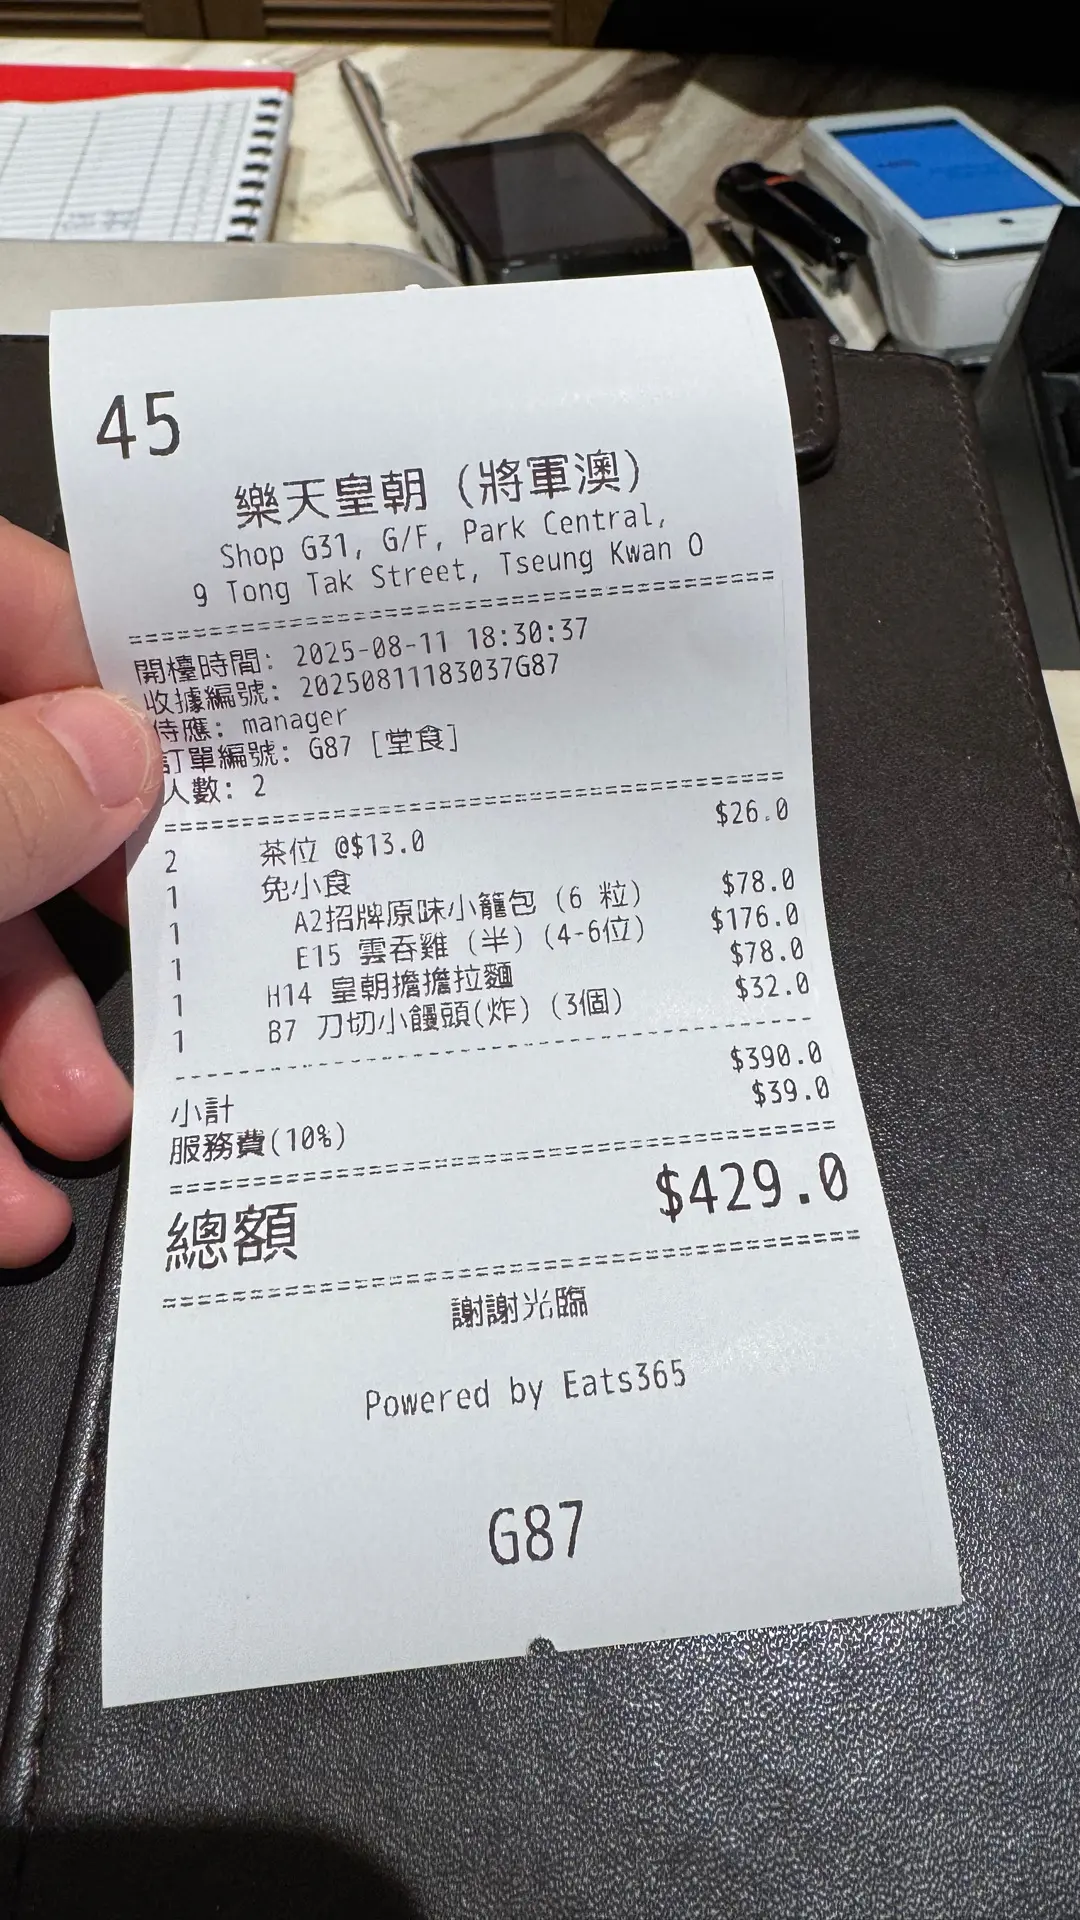 45
樂天皇朝 (將軍澳)
Shop G31, G/F, Park Central,
9 Tong Tak Street, Tseung Kwan O
開檯時間: 2025-08-11 18:30:37
收據編號: 20250811183037G87
侍應: manager
訂單編號: G87 [堂食]
人數: 2
2 茶位 @$13.0 $26.0
1 免小食
1 A2招牌原味小籠包 (6 粒) $78.0
1 E15 雲吞雞 (半) (4-6位) $176.0
1 H14 皇朝擔擔拉麵 $78.0
1 B7 刀切小饅頭(炸) (3個) $32.0
小計 $390.0
服務費(10%) $39.0
總額 $429.0
謝謝光臨
Powered by Eats365
G87